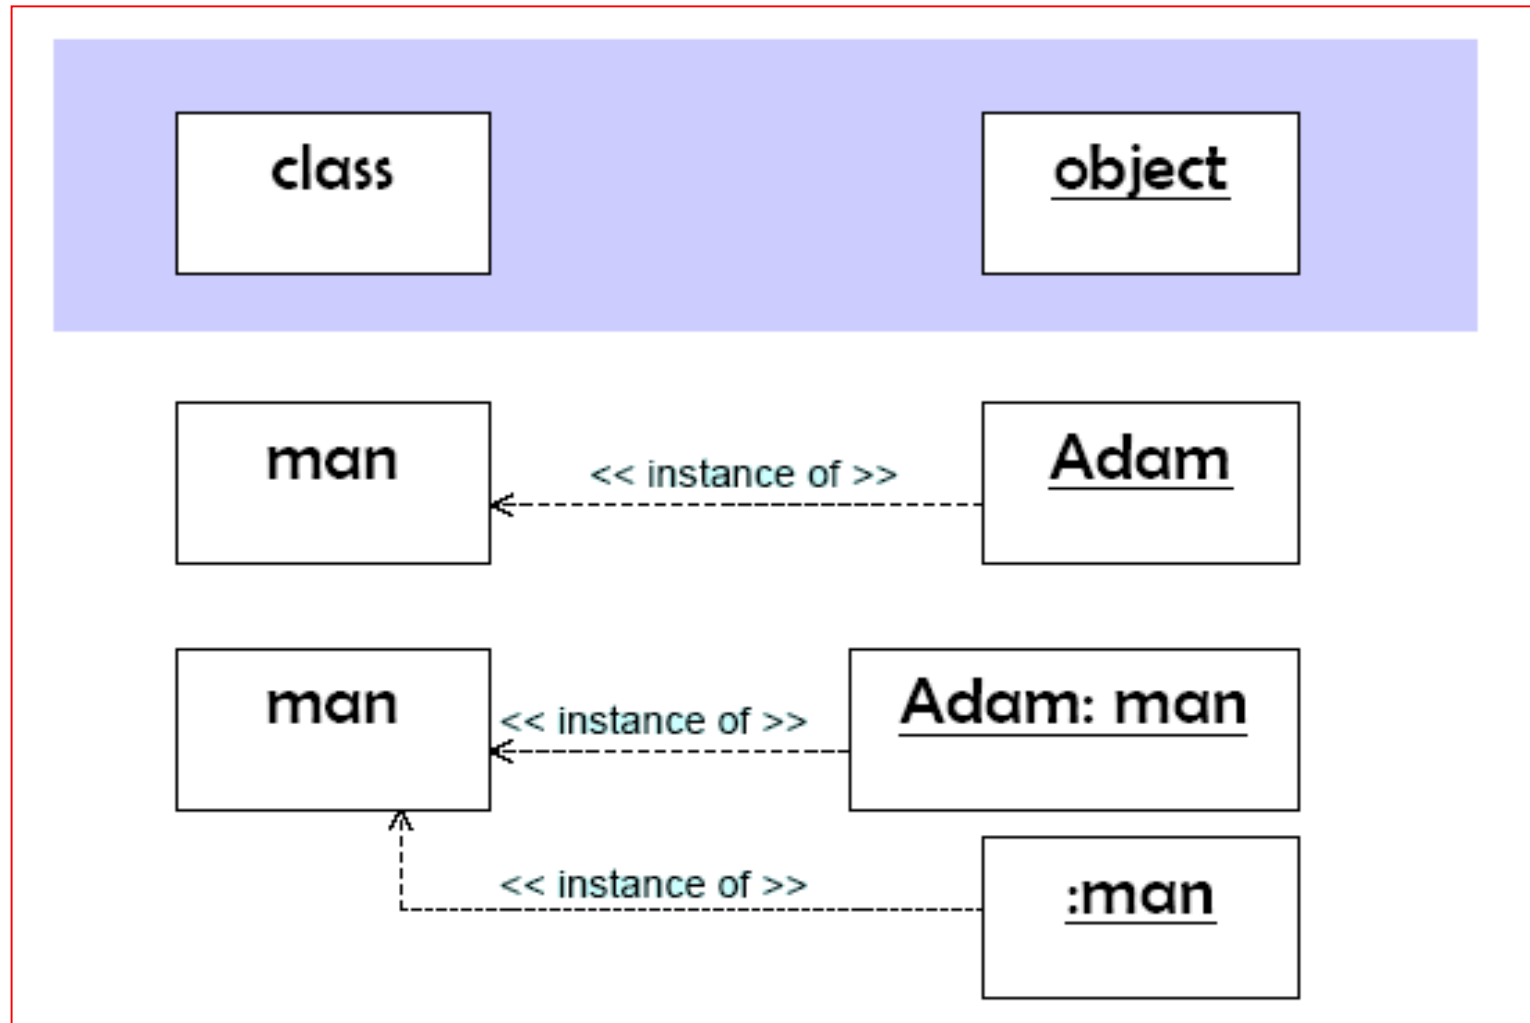 class
object
man
<< instance of >>
Adam
man
<< instance of >>
Adam: man
<< instance of >>
:man